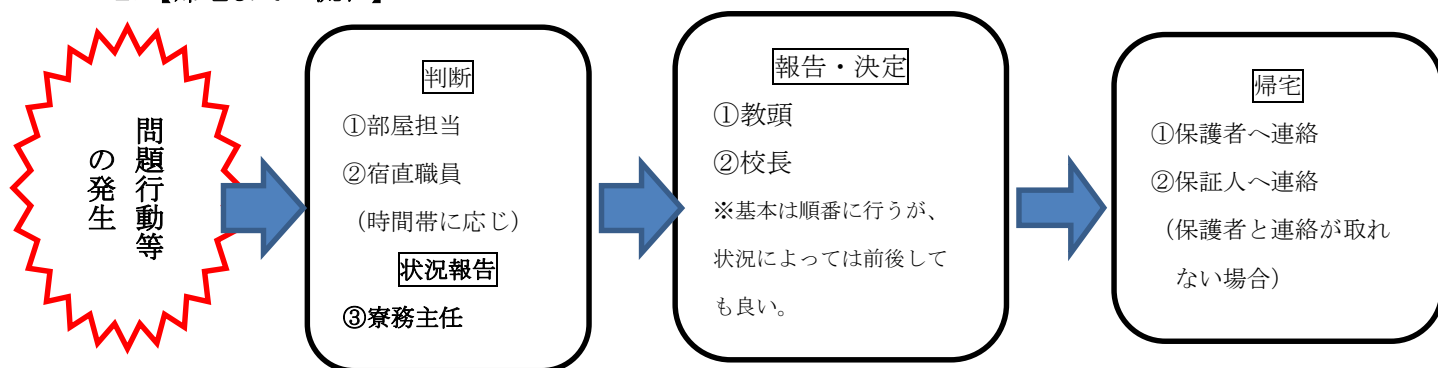 問題行動等
の発生
判断
①部屋担当
②宿直職員
（時間帯に応じ）
状況報告
③寮務主任
報告・決定
①教頭
②校長
※基本は順番に行うが、
状況によっては前後して
も良い。
帰宅
①保護者へ連絡
②保証人へ連絡
（保護者と連絡が取れ
ない場合）